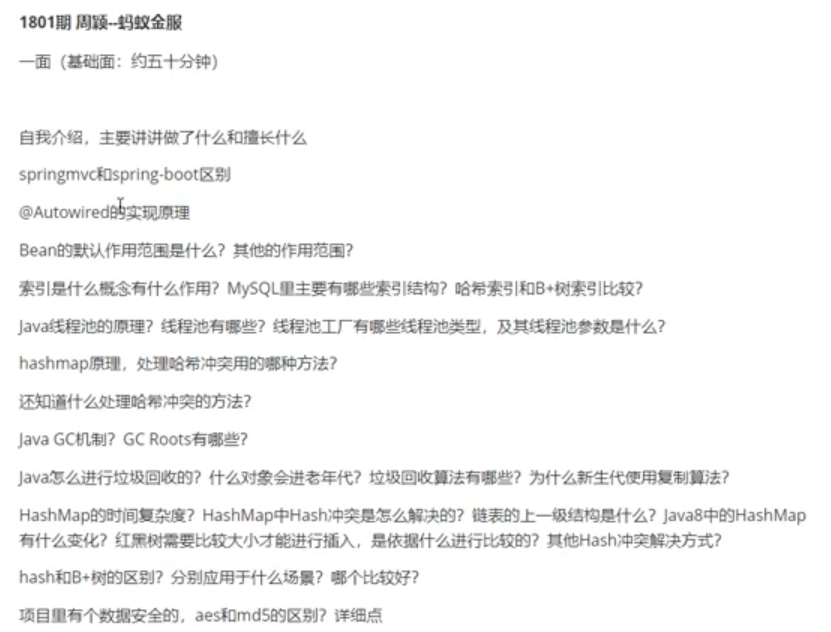 1801期 周颖--蚂蚁金服
一面（基础面：约五十分钟）
自我介绍，主要讲讲做了什么和擅长什么
springmvc和spring-boot区别
@Autowired的实现原理
Bean的默认作用范围是什么？其他的作用范围？
索引是什么概念有什么作用？MySQL里主要有哪些索引结构？哈希索引和B+树索引比较？
Java线程池的原理？线程池有哪些？线程池工厂有哪些线程池类型，及其线程池参数是什么？
hashmap原理，处理哈希冲突用的哪种方法？
还知道什么处理哈希冲突的方法？
Java GC机制？GC Roots有哪些？
Java怎么进行垃圾回收的？什么对象会进老年代？垃圾回收算法有哪些？为什么新生代使用复制算法？
HashMap的时间复杂度？HashMap中Hash冲突是怎么解决的？链表的上一级结构是什么？Java8中的HashMap
有什么变化？红黑树需要比较大小才能进行插入，是依据什么进行比较的？其他Hash冲突解决方式？
hash和B+树的区别？分别应用于什么场景？哪个比较好？
项目里有个数据安全的，aes和md5的区别？详细点